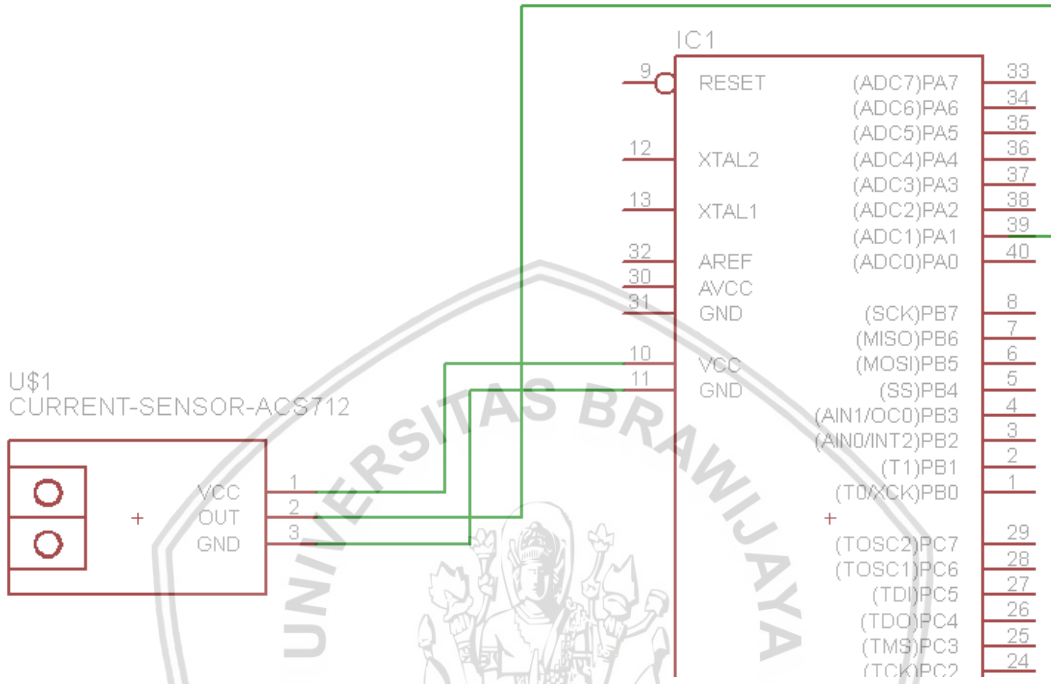 IC1
9 RESET (ADC7)PA7 33
(ADC6)PA6 34
(ADC5)PA5 35
12 XTAL2 (ADC4)PA4 36
(ADC3)PA3 37
13 XTAL1 (ADC2)PA2 38
(ADC1)PA1 39
32 AREF (ADC0)PA0 40
30 AVCC
31 GND (SCK)PB7 8
(MISO)PB6 7
10 VCC (MOSI)PB5 6
11 GND (SS)PB4 5
(AIN1/OC0)PB3 4
(AIN0/INT2)PB2 3
(T1)PB1 2
(T0/XCK)PB0 1
(TOSC2)PC7 29
(TOSC1)PC6 28
(TDI)PC5 27
(TDO)PC4 26
(TMS)PC3 25
(TCK)PC2 24
U$1
CURRENT-SENSOR-ACS712
VCC 1
OUT 2
GND 3
UNIVERSITAS BRAWIJAYA